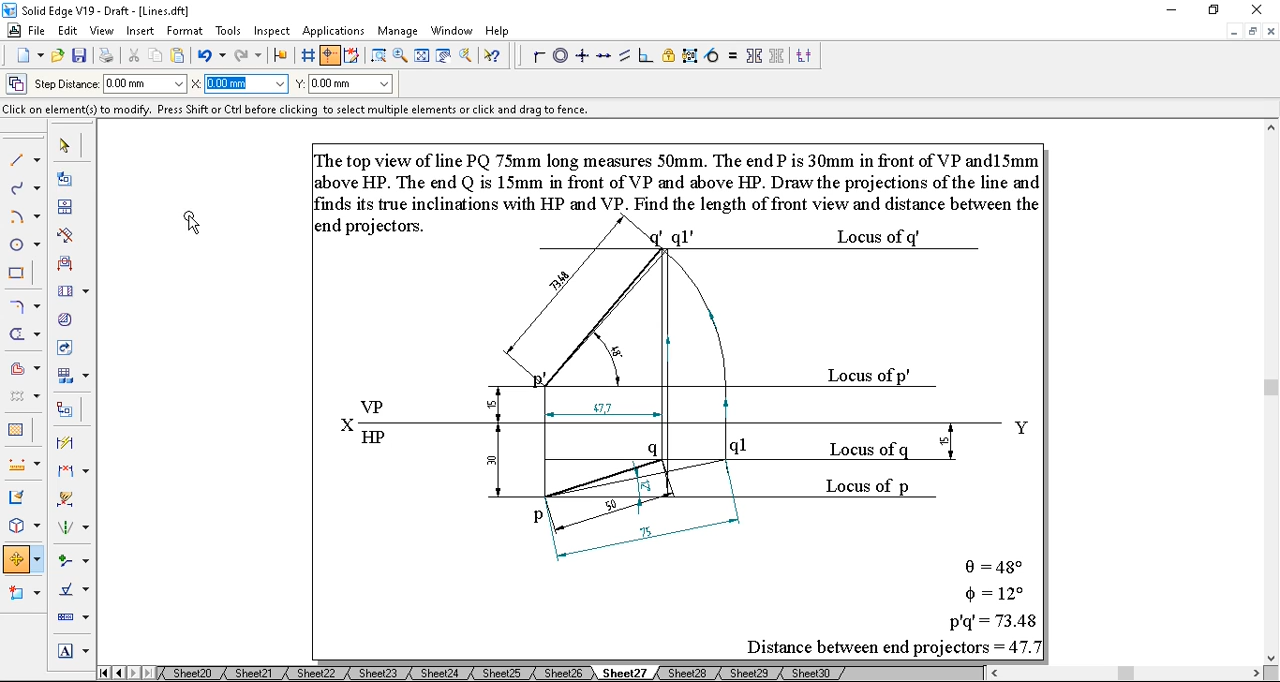 Solid Edge V19 - Draft - [Lines.dft]
File Edit View Insert Format Tools Inspect Applications Manage Window Help
Step Distance: 0.00 mm X: 0.00 mm Y: 0.00 mm
Click on element(s) to modify. Press Shift or Ctrl before clicking to select multiple elements or click and drag to fence.
The top view of line PQ 75mm long measures 50mm. The end P is 30mm in front of VP and15mm
above HP. The end Q is 15mm in front of VP and above HP. Draw the projections of the line and
finds its true inclinations with HP and VP. Find the length of front view and distance between the
end projectors.
q' q1' Locus of q'
73.48
48°
p' Locus of p'
15
VP 47,7
X Y
HP
30
q q1 Locus of q 15
12°
Locus of p
p 50
75
θ = 48°
ϕ = 12°
p'q' = 73.48
Distance between end projectors = 47.7
Sheet20 Sheet21 Sheet22 Sheet23 Sheet24 Sheet25 Sheet26 Sheet27 Sheet28 Sheet29 Sheet30